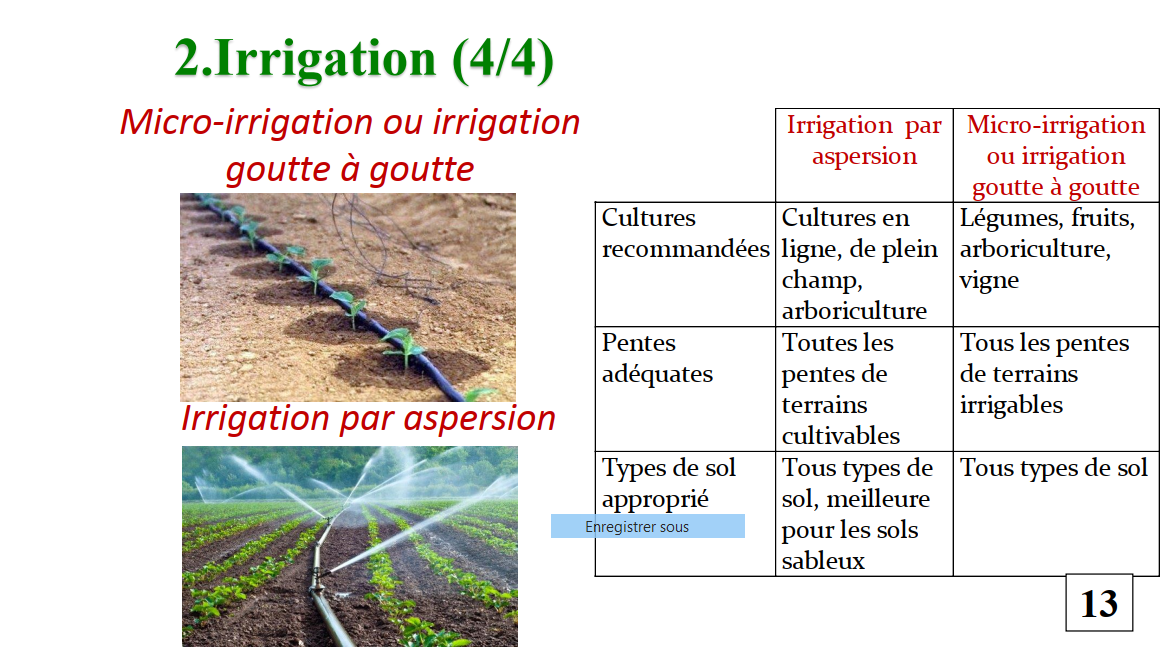 2.Irrigation (4/4)
Micro-irrigation ou irrigation
goutte à goutte
Irrigation par aspersion
Irrigation par
aspersion
Micro-irrigation
ou irrigation
goutte à goutte
Cultures
recommandées
Cultures en
ligne, de plein
champ,
arboriculture
Légumes, fruits,
arboriculture,
vigne
Pentes
adéquates
Toutes les
pentes de
terrains
cultivables
Tous les pentes
de terrains
irrigables
Types de sol
approprié
Tous types de
sol, meilleure
pour les sols
sableux
Tous types de sol
Enregistrer sous
13